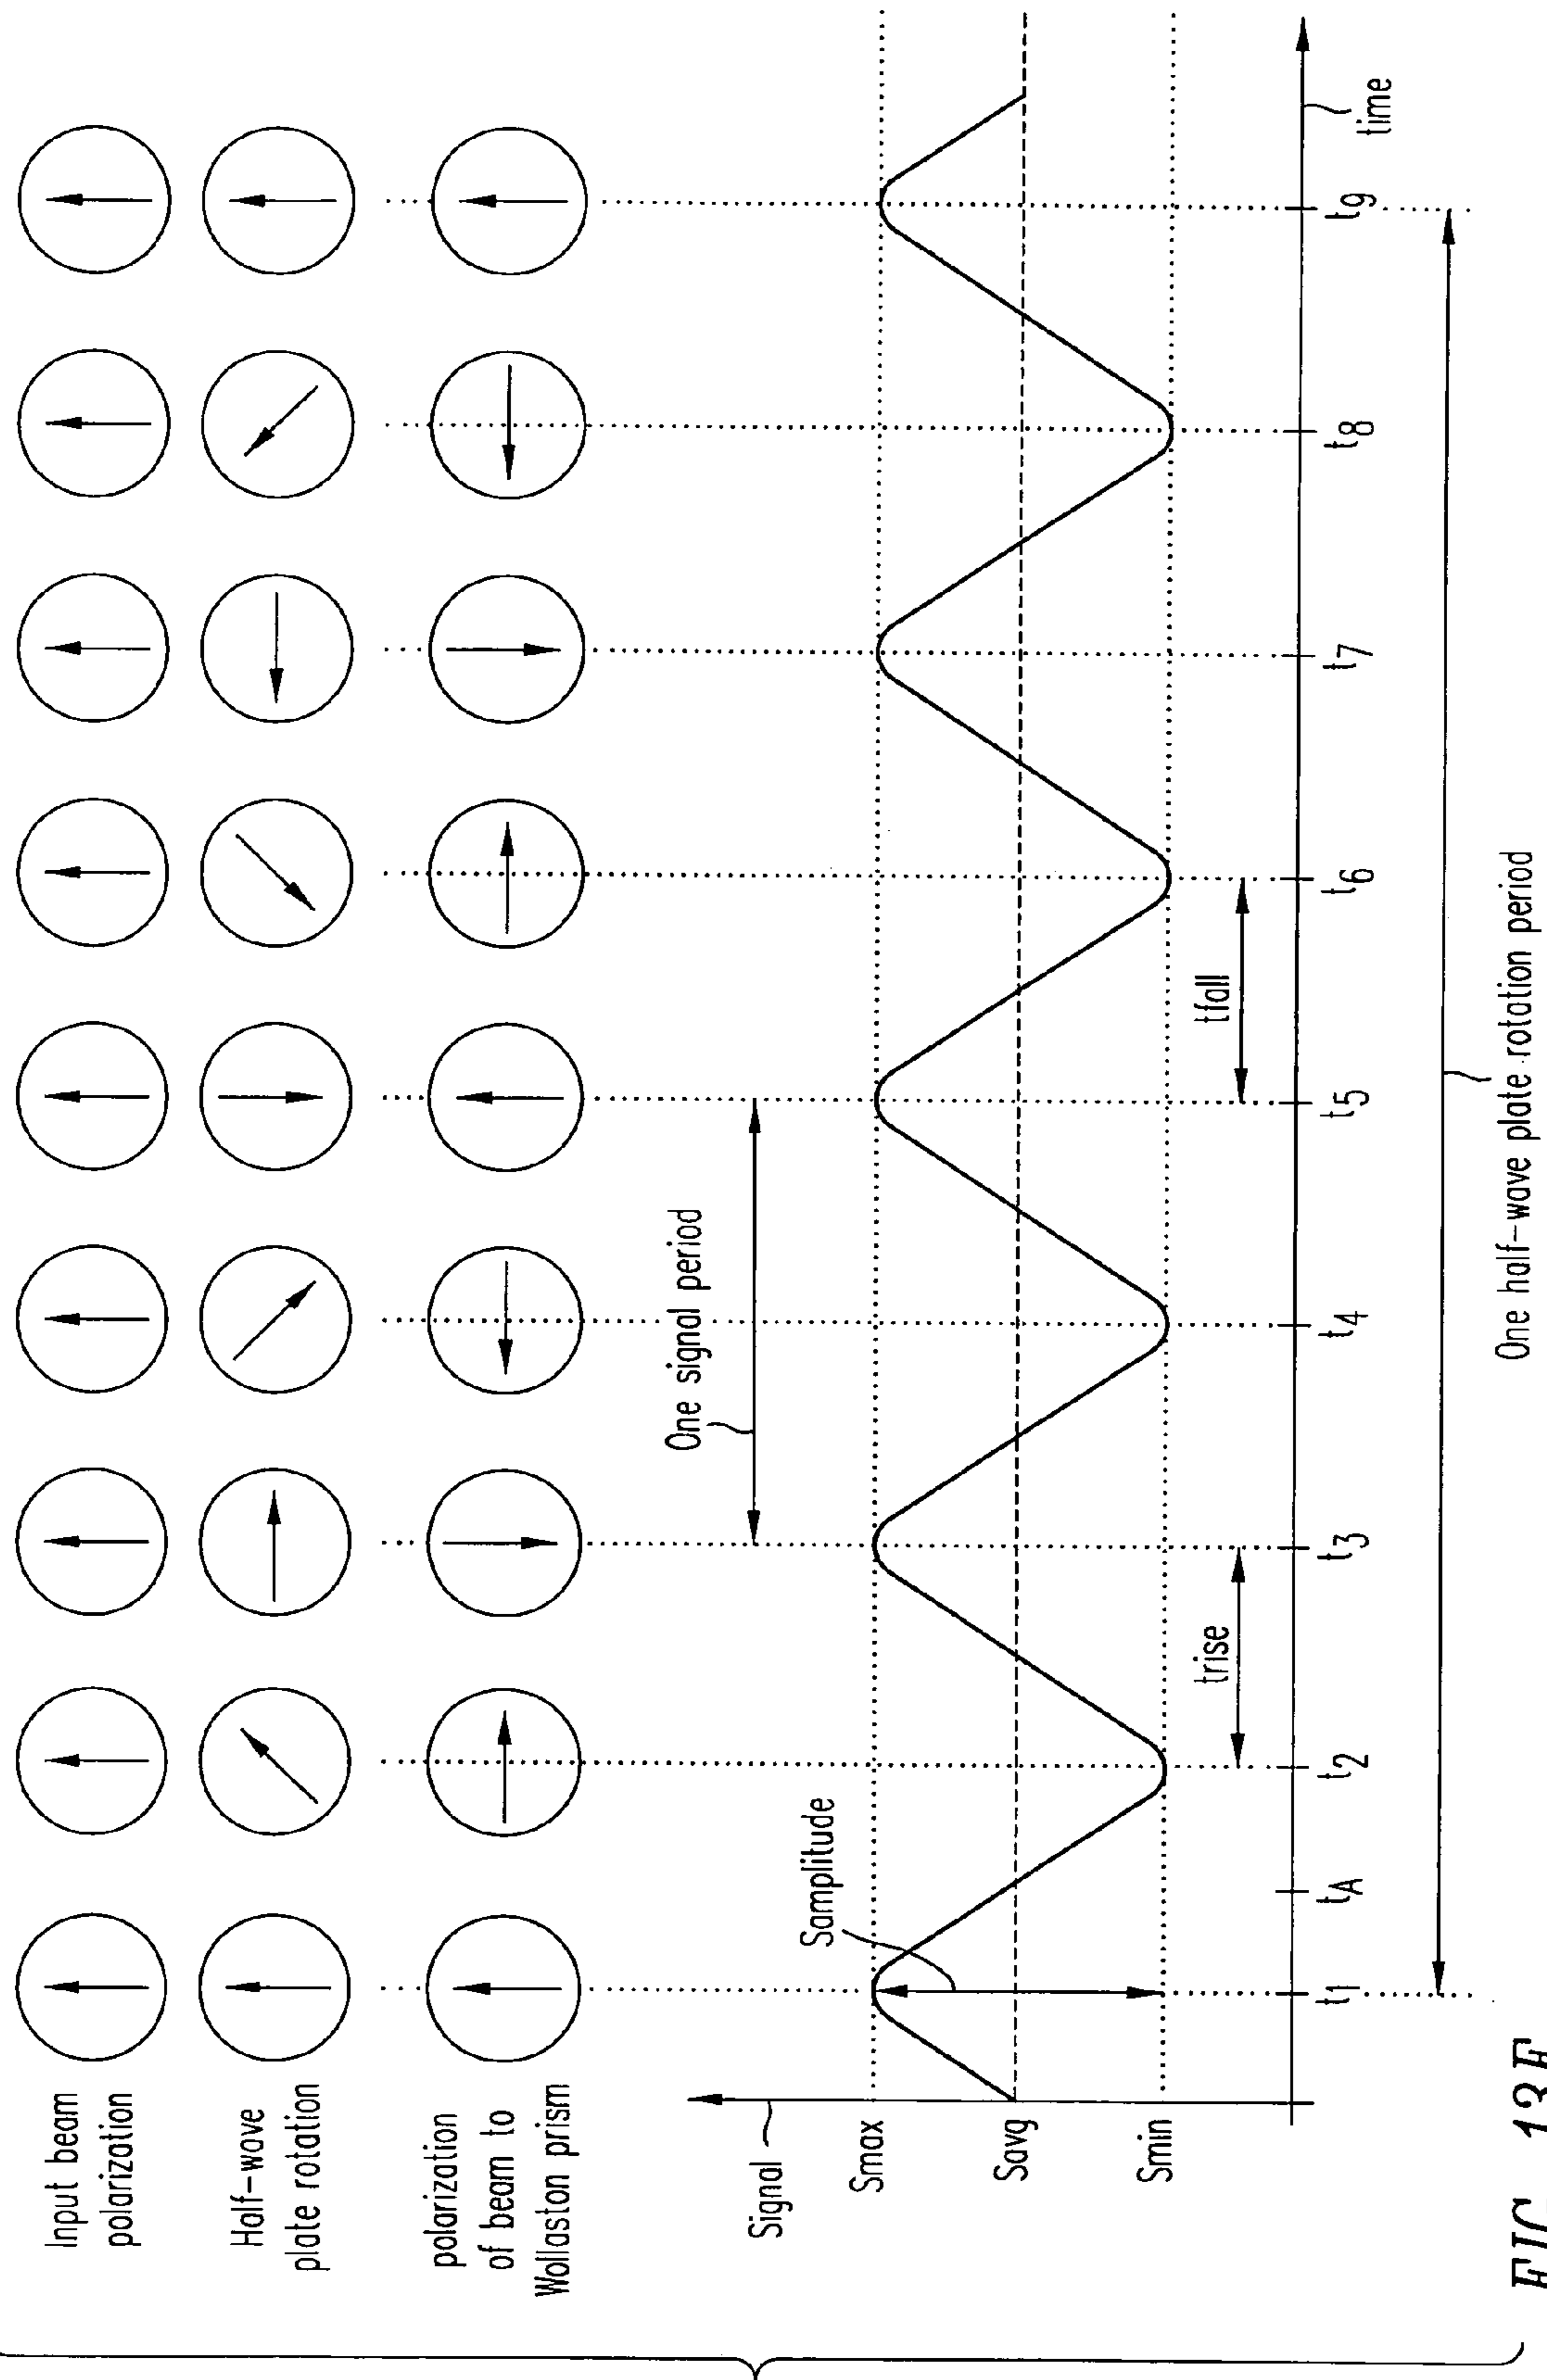 Input beam
polarization
Half-wave
plate rotation
polarization
of beam to
Wollaston prism
Signal
Smax
Savg
Smin
Samplitude
One signal period
trise
tfall
t1
tA
t2
t3
t4
t5
t6
t7
t8
t9
time
One half-wave plate rotation period